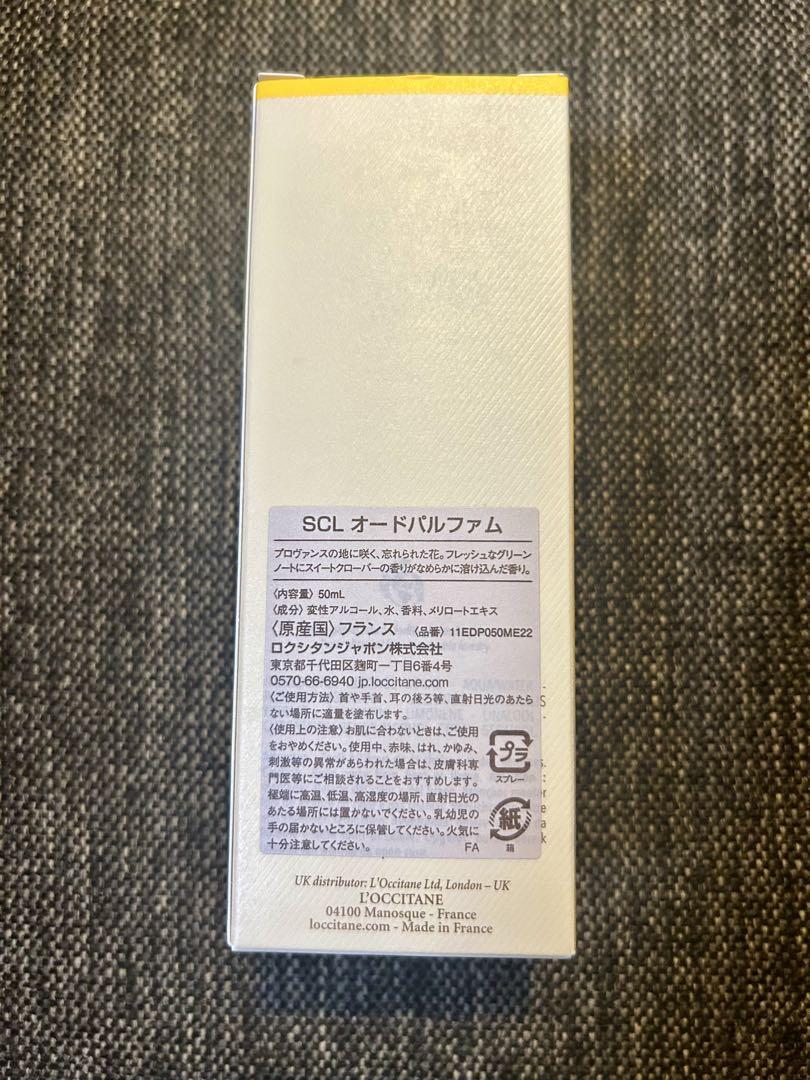 SCL オードパルファム
プロヴァンスの地に咲く、忘れられた花。フレッシュなグリーン
ノートにスイートクローバーの香りがなめらかに溶け込んだ香り。
〈内容量〉 50mL
〈成分〉 変性アルコール、水、香料、メリロートエキス
〈原産国〉フランス 〈品番〉 11EDP050ME22
ロクシタンジャポン株式会社
東京都千代田区麹町一丁目6番4号
0570-66-6940 jp.loccitane.com
〈ご使用方法〉 首や手首、耳の後ろ等、直射日光のあたら
ない場所に適量を塗布します。
〈使用上の注意〉 お肌に合わないときは、ご使用
をおやめください。使用中、赤味、はれ、かゆみ、
刺激等の異常があらわれた場合は、皮膚科専
門医等にご相談されることをおすすめします。
極端に高温、低温、高湿度の場所、直射日光の
あたる場所には置かないでください。乳幼児の
手の届かないところに保管してください。火気に
十分注意してください。 FA
プラ
スプレー
紙
箱
UK distributor: L'Occitane Ltd, London – UK
L'OCCITANE
04100 Manosque - France
loccitane.com - Made in France